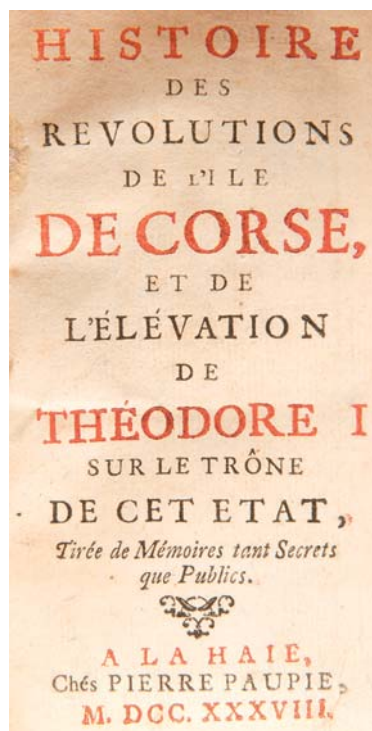 HISTOIRE
DES
REVOLUTIONS
DE L'ILE
DE CORSE,
ET DE
L'ÉLÉVATION
DE
THÉODORE I
SUR LE TRÔNE
DE CET ETAT,
Tirée de Mémoires tant Secrets
que Publics.
A LA HAIE,
Chés PIERRE PAUPIE,
M. DCC. XXXVIII.